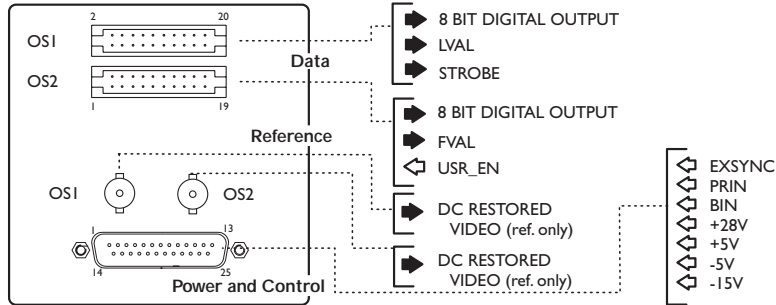 2 20
OS1
OS2
1 19
Data
Reference
OS1 OS2
1 13
14 25
Power and Control
8 BIT DIGITAL OUTPUT
LVAL
STROBE
8 BIT DIGITAL OUTPUT
FVAL
USR_EN
DC RESTORED
VIDEO (ref. only)
DC RESTORED
VIDEO (ref. only)
EXSYNC
PRIN
BIN
+28V
+5V
-5V
-15V